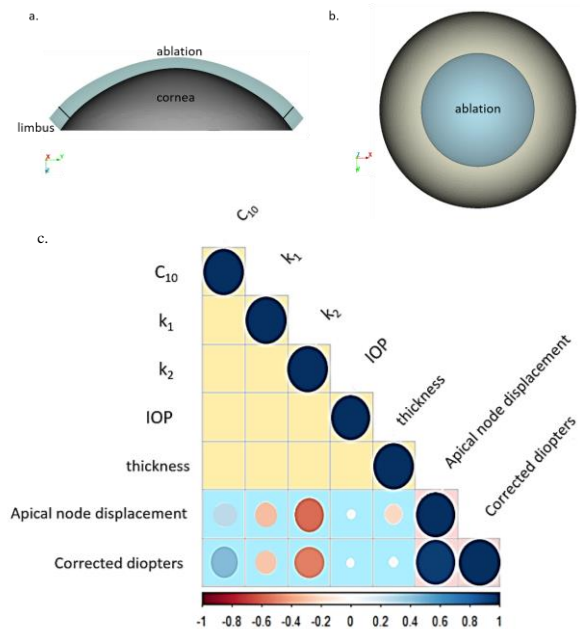 a.
b.
ablation
cornea
limbus
ablation
c.
C10
k1
k2
IOP
thickness
Apical node displacement
Corrected diopters
C10
k1
k2
IOP
thickness
Apical node displacement
Corrected diopters
-1 -0.8 -0.6 -0.4 -0.2 0 0.2 0.4 0.6 0.8 1